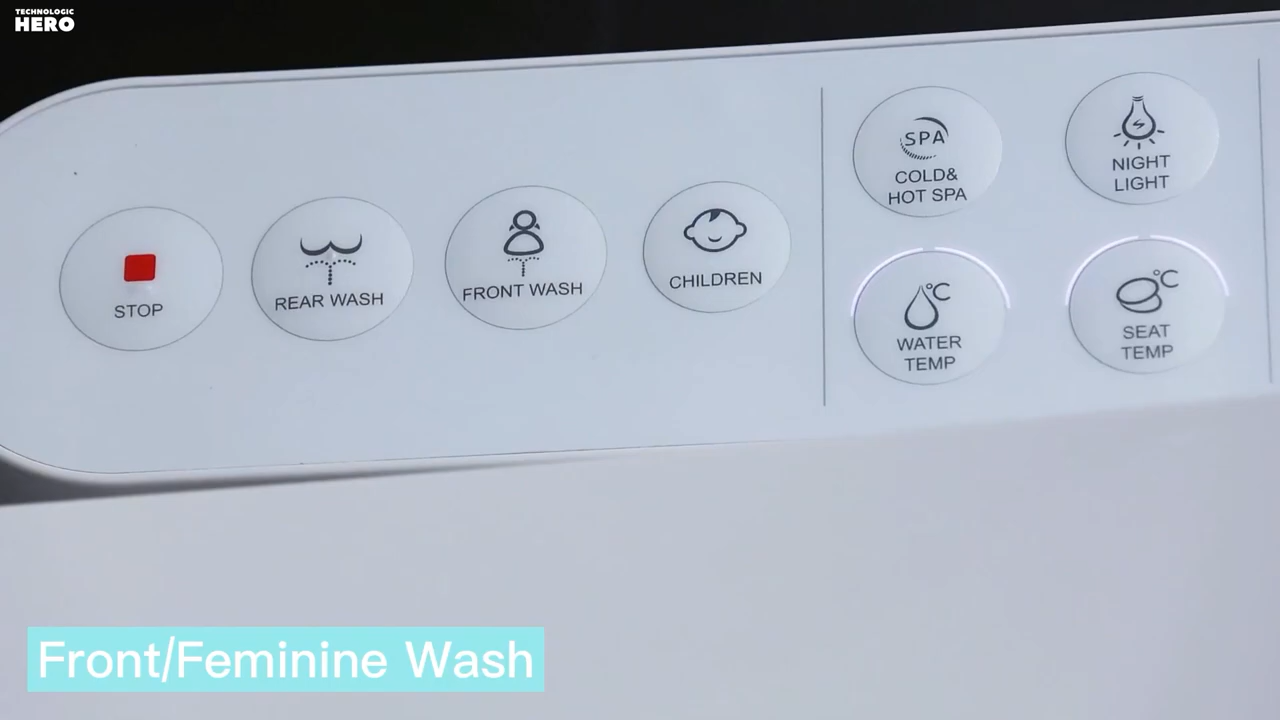 TECHNOLOGIC
HERO
STOP
REAR WASH
FRONT WASH
CHILDREN
SPA
COLD&
HOT SPA
NIGHT
LIGHT
°C
WATER
TEMP
°C
SEAT
TEMP
Front/Feminine Wash